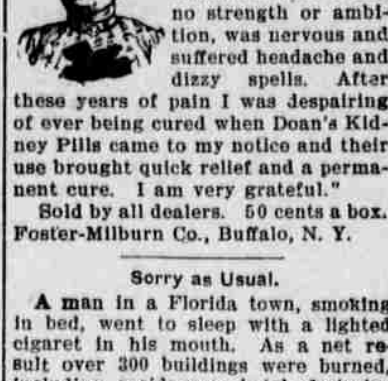 no strength or ambi-
tion, was nervous and
suffered headache and
dizzy spells. After
these years of pain I was despairing
of ever being cured when Doan's Kid-
ney Pills came to my notice and their
use brought quick relief and a perma-
nent cure. I am very grateful."
Sold by all dealers. 50 cents a box.
Foster-Milburn Co., Buffalo, N. Y.
Sorry as Usual.
A man in a Florida town, smoking
in bed, went to sleep with a lighted
cigaret in his mouth. As a net re
sult over 300 buildings were burned